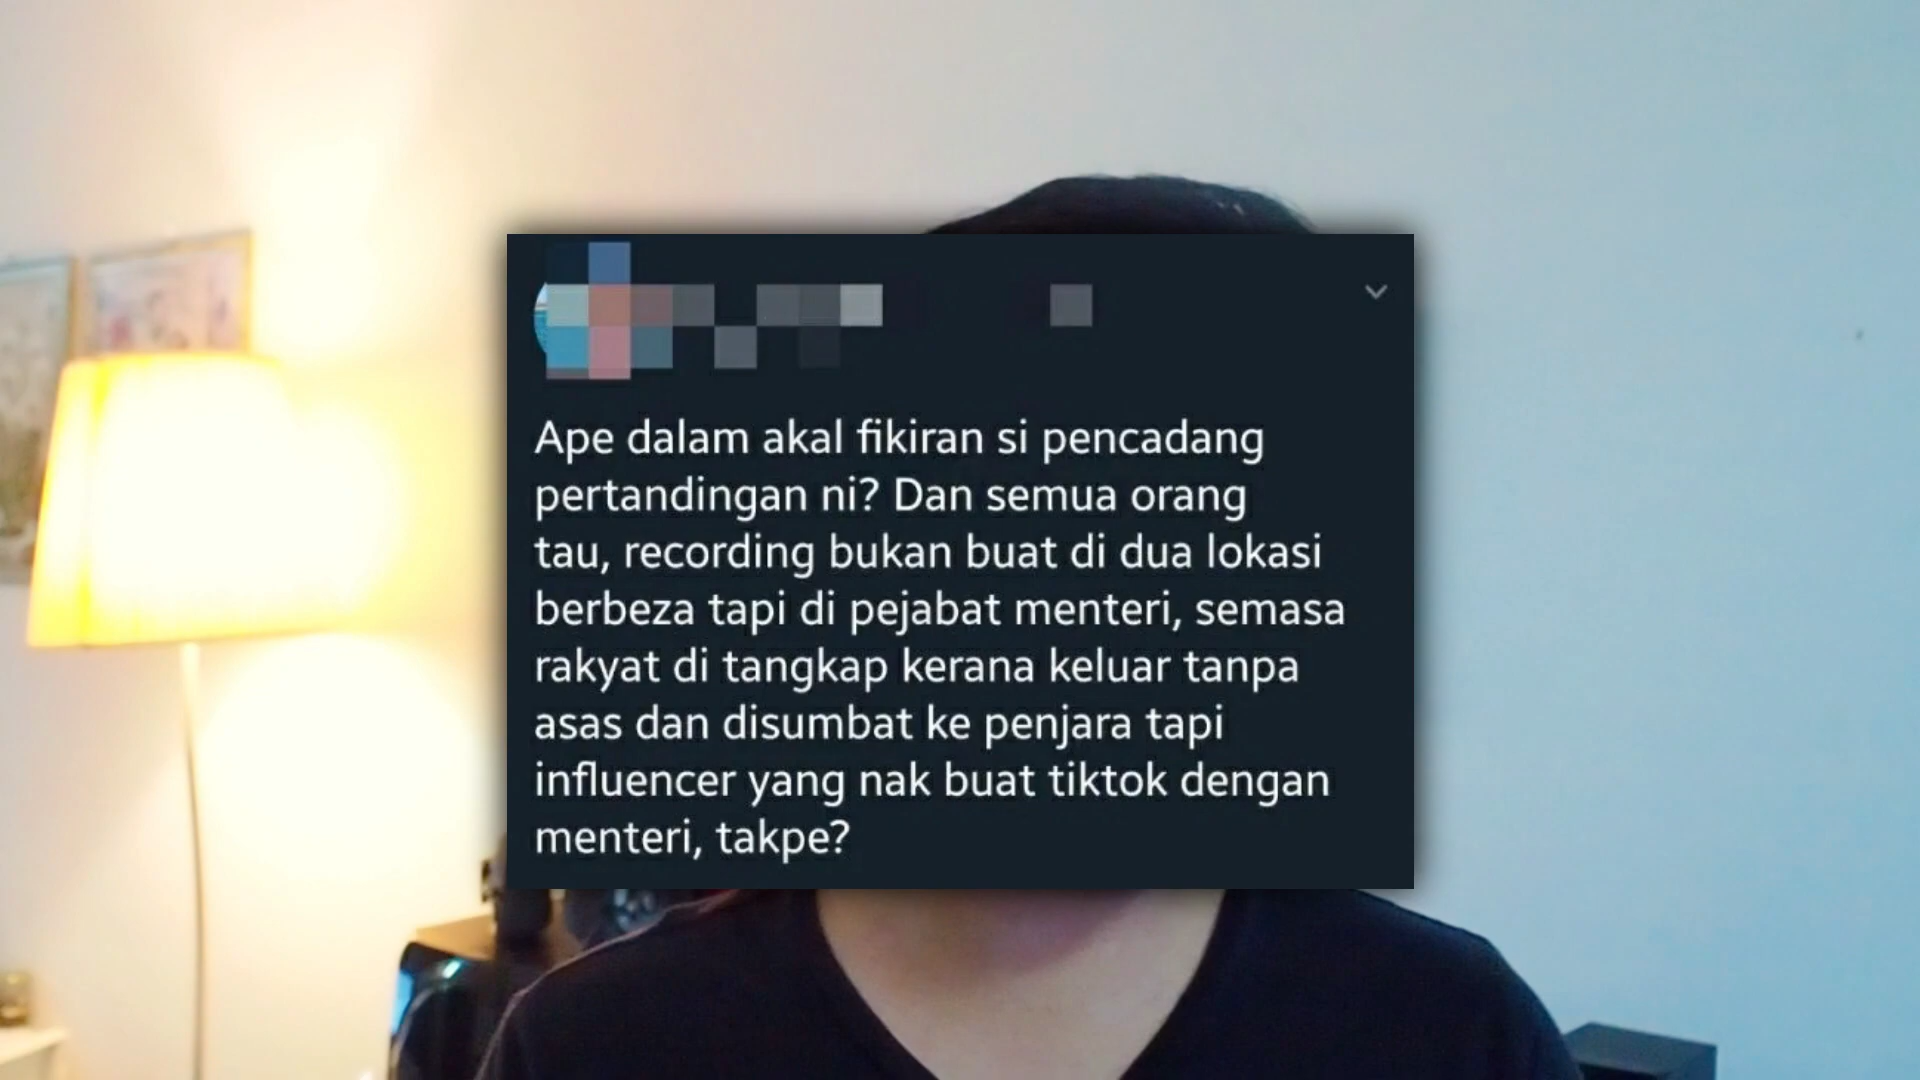 Ape dalam akal fikiran si pencadang
pertandingan ni? Dan semua orang
tau, recording bukan buat di dua lokasi
berbeza tapi di pejabat menteri, semasa
rakyat di tangkap kerana keluar tanpa
asas dan disumbat ke penjara tapi
influencer yang nak buat tiktok dengan
menteri, takpe?